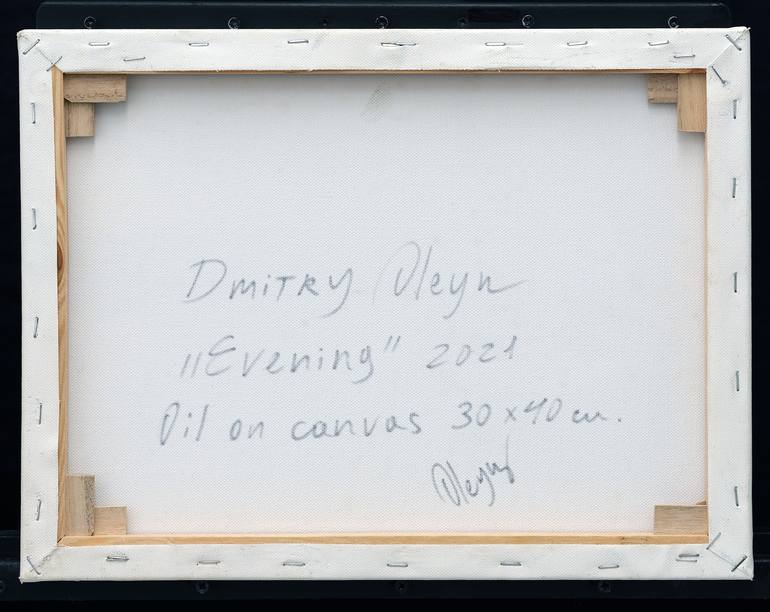 Dmitry Oleyn
„Evening" 2021
Oil on canvas 30x40 cm.
Oleyn